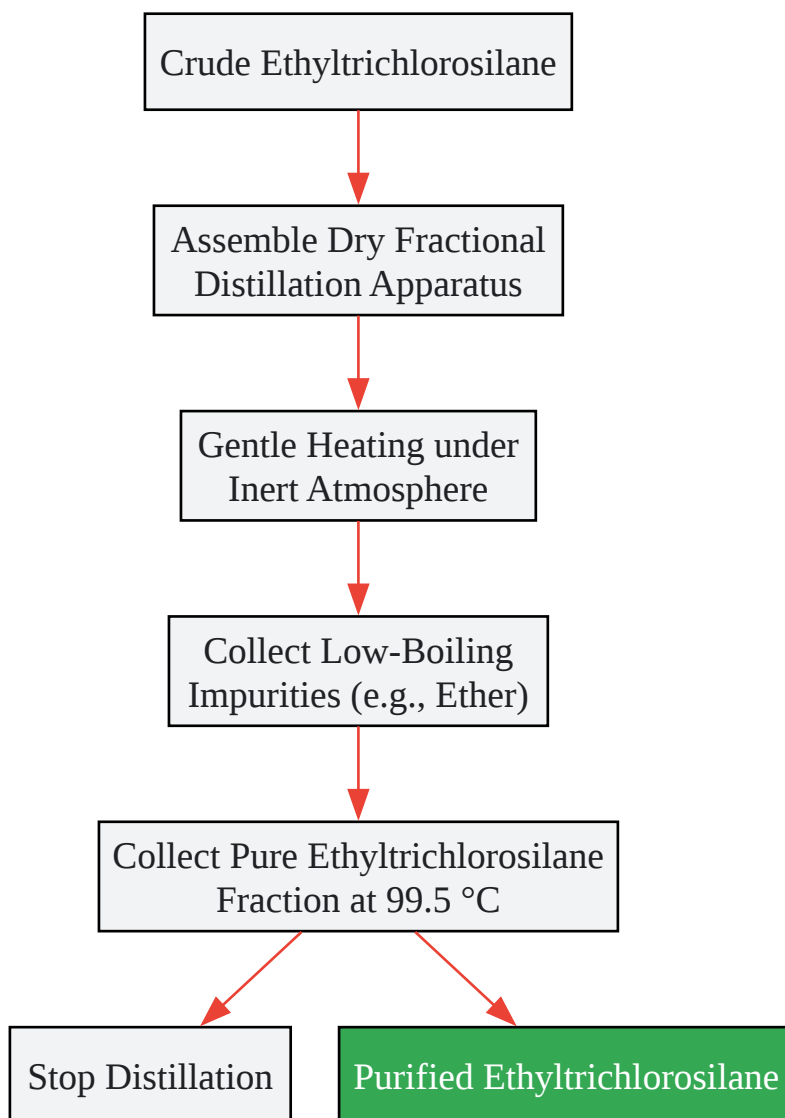 Crude Ethyltrichlorosilane
Assemble Dry Fractional
Distillation Apparatus
Gentle Heating under
Inert Atmosphere
Collect Low-Boiling
Impurities (e.g., Ether)
Collect Pure Ethyltrichlorosilane
Fraction at 99.5 °C
Stop Distillation
Purified Ethyltrichlorosilane